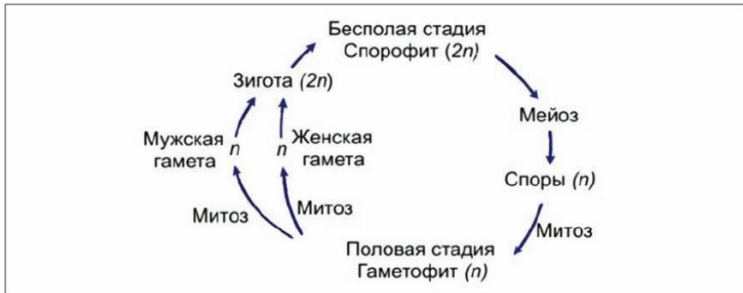 Бесполая стадия
Спорофит (2n)
Зигота (2n)
Мейоз
Мужская
гамета
n
n
Женская
гамета
Споры (n)
Митоз
Митоз
Митоз
Половая стадия
Гаметофит (n)